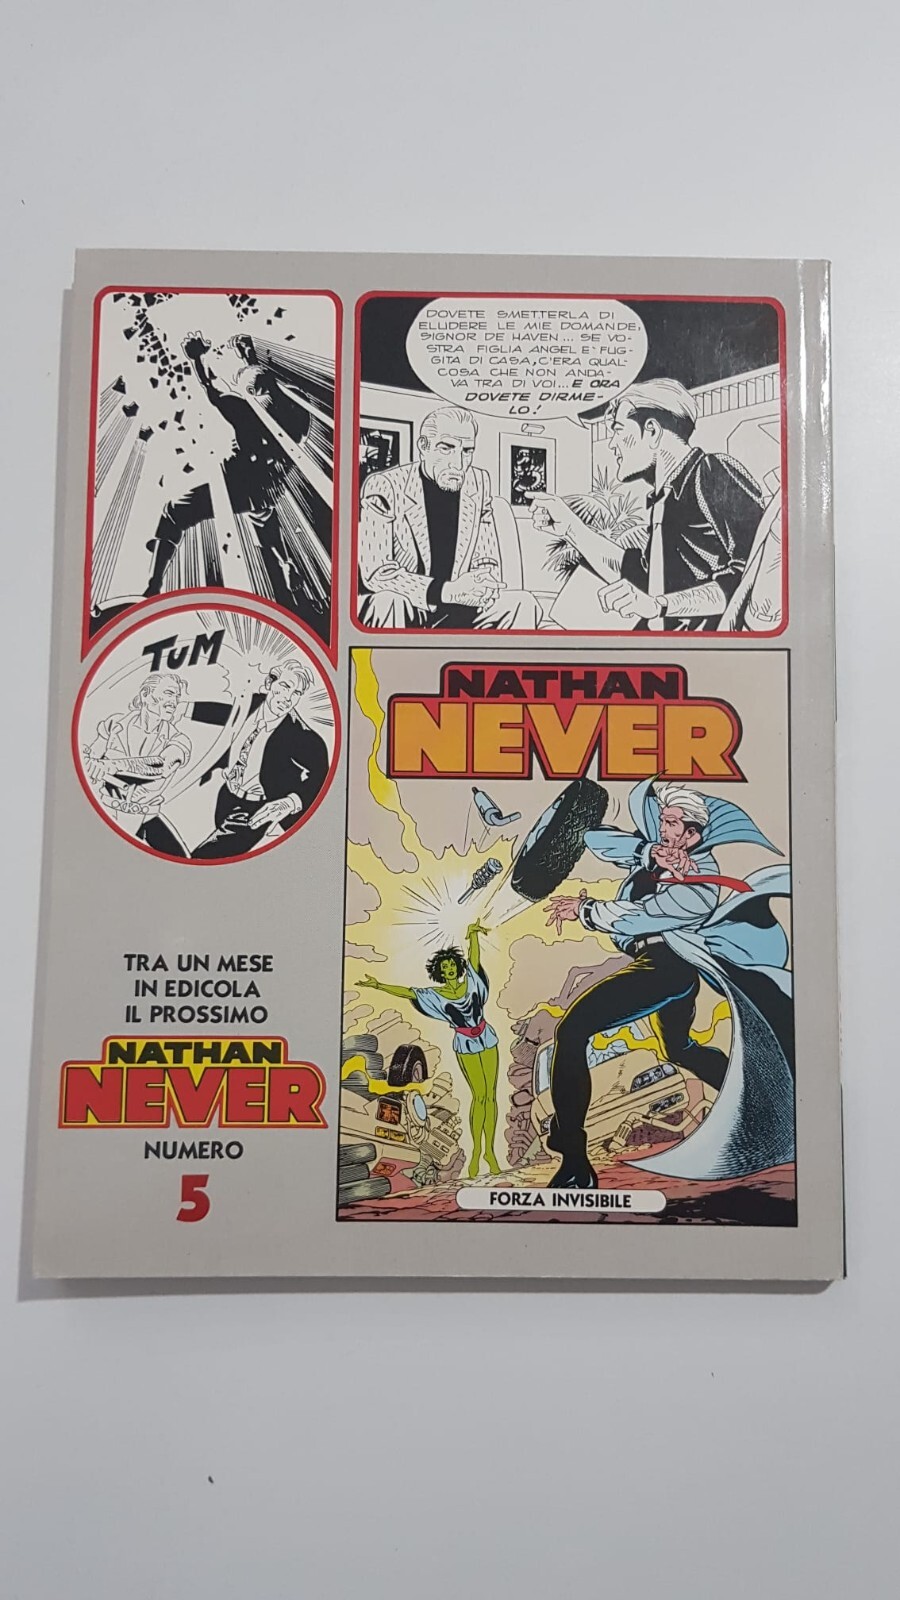 DOVETE SMETTERLA DI
ELUDERE LE MIE DOMANDE,
SIGNOR DE HAVEN... SE VO-
STRA FIGLIA ANGEL E' FUG-
GITA DI CASA, C'ERA QUAL-
COSA CHE NON ANDA-
VA TRA DI VOI... E ORA
DOVETE DIRME-
LO!
TUM
NATHAN
NEVER
FORZA INVISIBILE
TRA UN MESE
IN EDICOLA
IL PROSSIMO
NATHAN
NEVER
NUMERO
5